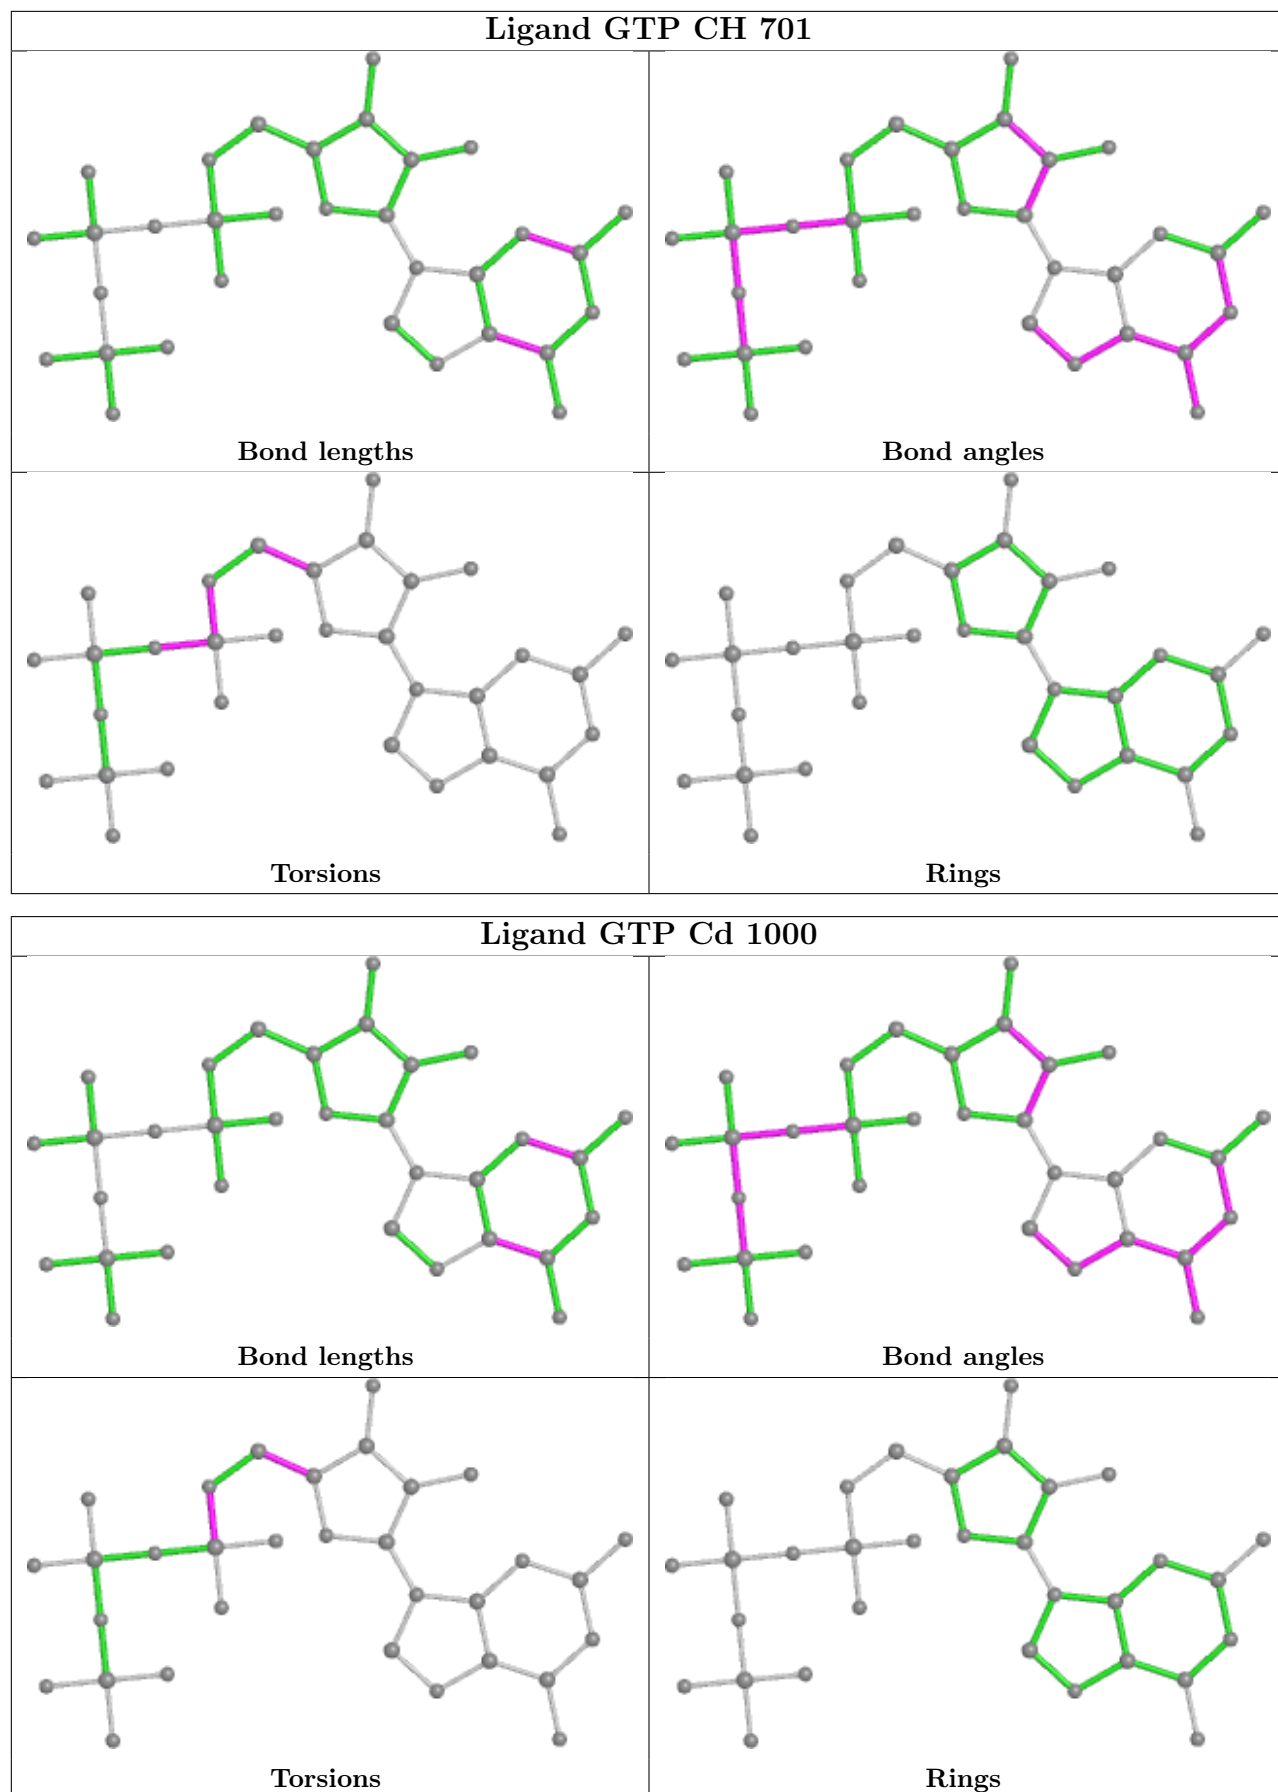 Ligand GTP CH 701
Bond lengths
Bond angles
Torsions
Rings
Ligand GTP Cd 1000
Bond lengths
Bond angles
Torsions
Rings